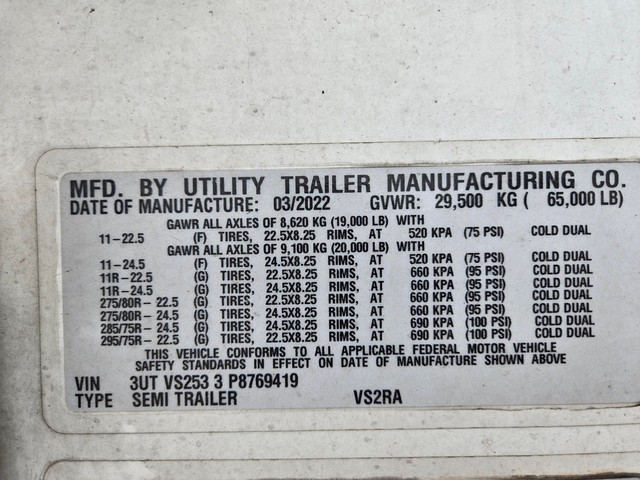 MFD. BY UTILITY TRAILER MANUFACTURING CO.
DATE OF MANUFACTURE: 03/2022 GVWR: 29,500 KG ( 65,000 LB)
GAWR ALL AXLES OF 8,620 KG (19,000 LB) WITH
11-22.5 (F) TIRES, 22.5X8.25 RIMS, AT 520 KPA (75 PSI) COLD DUAL
GAWR ALL AXLES OF 9,100 KG (20,000 LB) WITH
11-24.5 (F) TIRES, 24.5X8.25 RIMS, AT 520 KPA (75 PSI) COLD DUAL
11R-22.5 (G) TIRES, 22.5X8.25 RIMS, AT 660 KPA (95 PSI) COLD DUAL
11R-24.5 (G) TIRES, 24.5X8.25 RIMS, AT 660 KPA (95 PSI) COLD DUAL
275/80R-22.5 (G) TIRES, 22.5X8.25 RIMS, AT 660 KPA (95 PSI) COLD DUAL
275/80R-24.5 (G) TIRES, 24.5X8.25 RIMS, AT 660 KPA (95 PSI) COLD DUAL
285/75R-24.5 (G) TIRES, 24.5X8.25 RIMS, AT 690 KPA (100 PSI) COLD DUAL
295/75R-22.5 (G) TIRES, 22.5X8.25 RIMS, AT 690 KPA (100 PSI) COLD DUAL
THIS VEHICLE CONFORMS TO ALL APPLICABLE FEDERAL MOTOR VEHICLE
SAFETY STANDARDS IN EFFECT ON DATE OF MANUFACTURE SHOWN ABOVE
VIN 3UT VS253 3 P8769419
TYPE SEMI TRAILER VS2RA